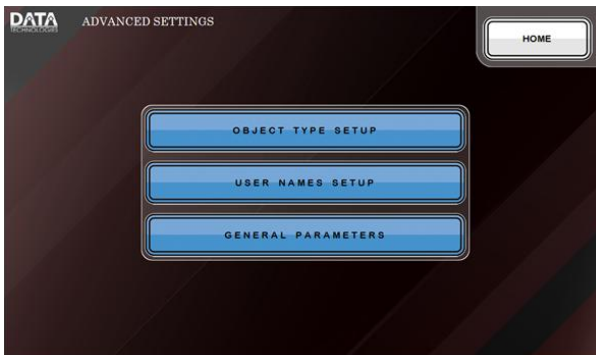 DATA
TECHNOLOGIES
ADVANCED SETTINGS
HOME
OBJECT TYPE SETUP
USER NAMES SETUP
GENERAL PARAMETERS